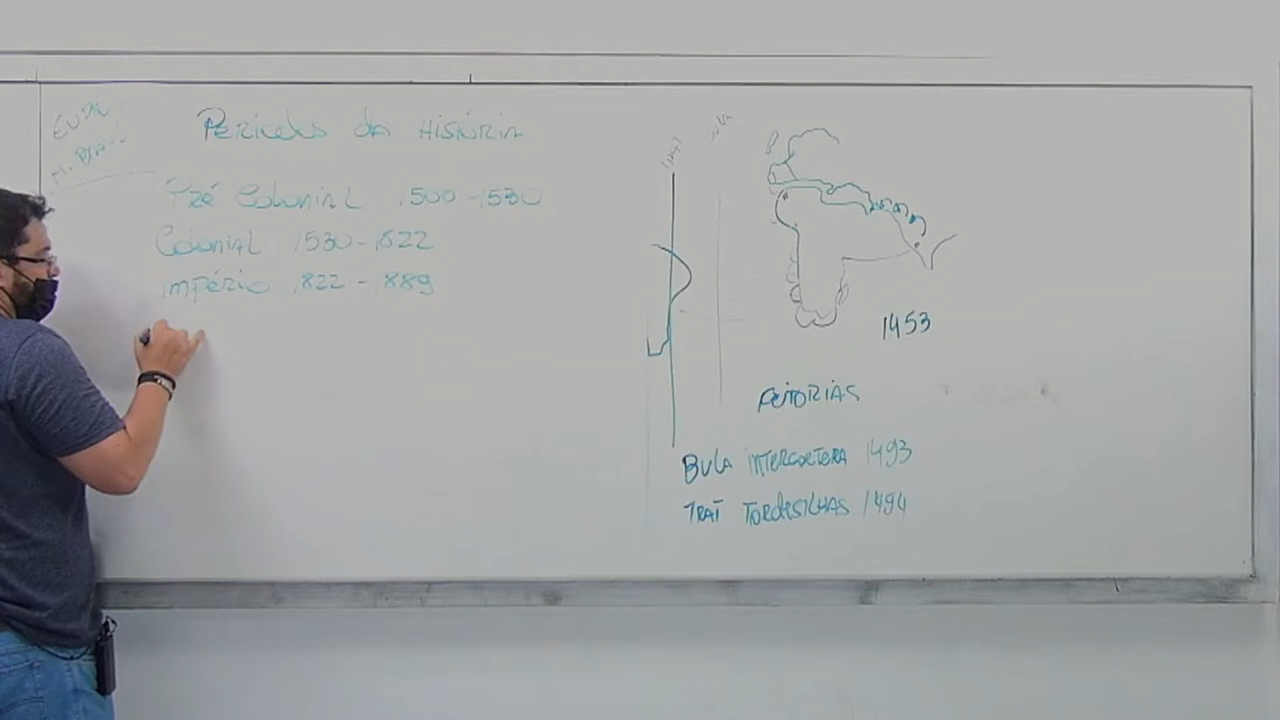 Períodos da História
Pré Colonial 1500-1530
Colonial 1530-1822
Império 1822-1889
1453
FEITORIAS
BULA INTERCOETERA 1493
TRAT TORDESILHAS 1494